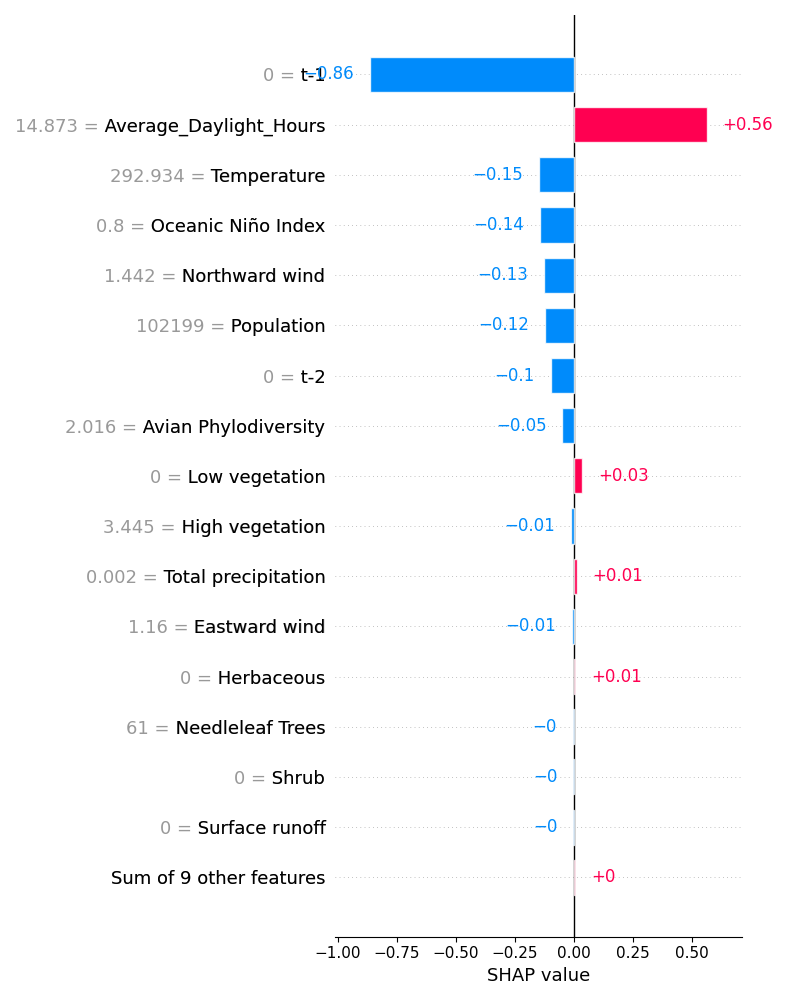 0 = t-1 −0.86
14.873 = Average_Daylight_Hours +0.56
292.934 = Temperature −0.15
0.8 = Oceanic Niño Index −0.14
1.442 = Northward wind −0.13
102199 = Population −0.12
0 = t-2 −0.1
2.016 = Avian Phylodiversity −0.05
0 = Low vegetation +0.03
3.445 = High vegetation −0.01
0.002 = Total precipitation +0.01
1.16 = Eastward wind −0.01
0 = Herbaceous +0.01
61 = Needleleaf Trees −0
0 = Shrub −0
0 = Surface runoff −0
Sum of 9 other features +0
−1.00 −0.75 −0.50 −0.25 0.00 0.25 0.50
SHAP value